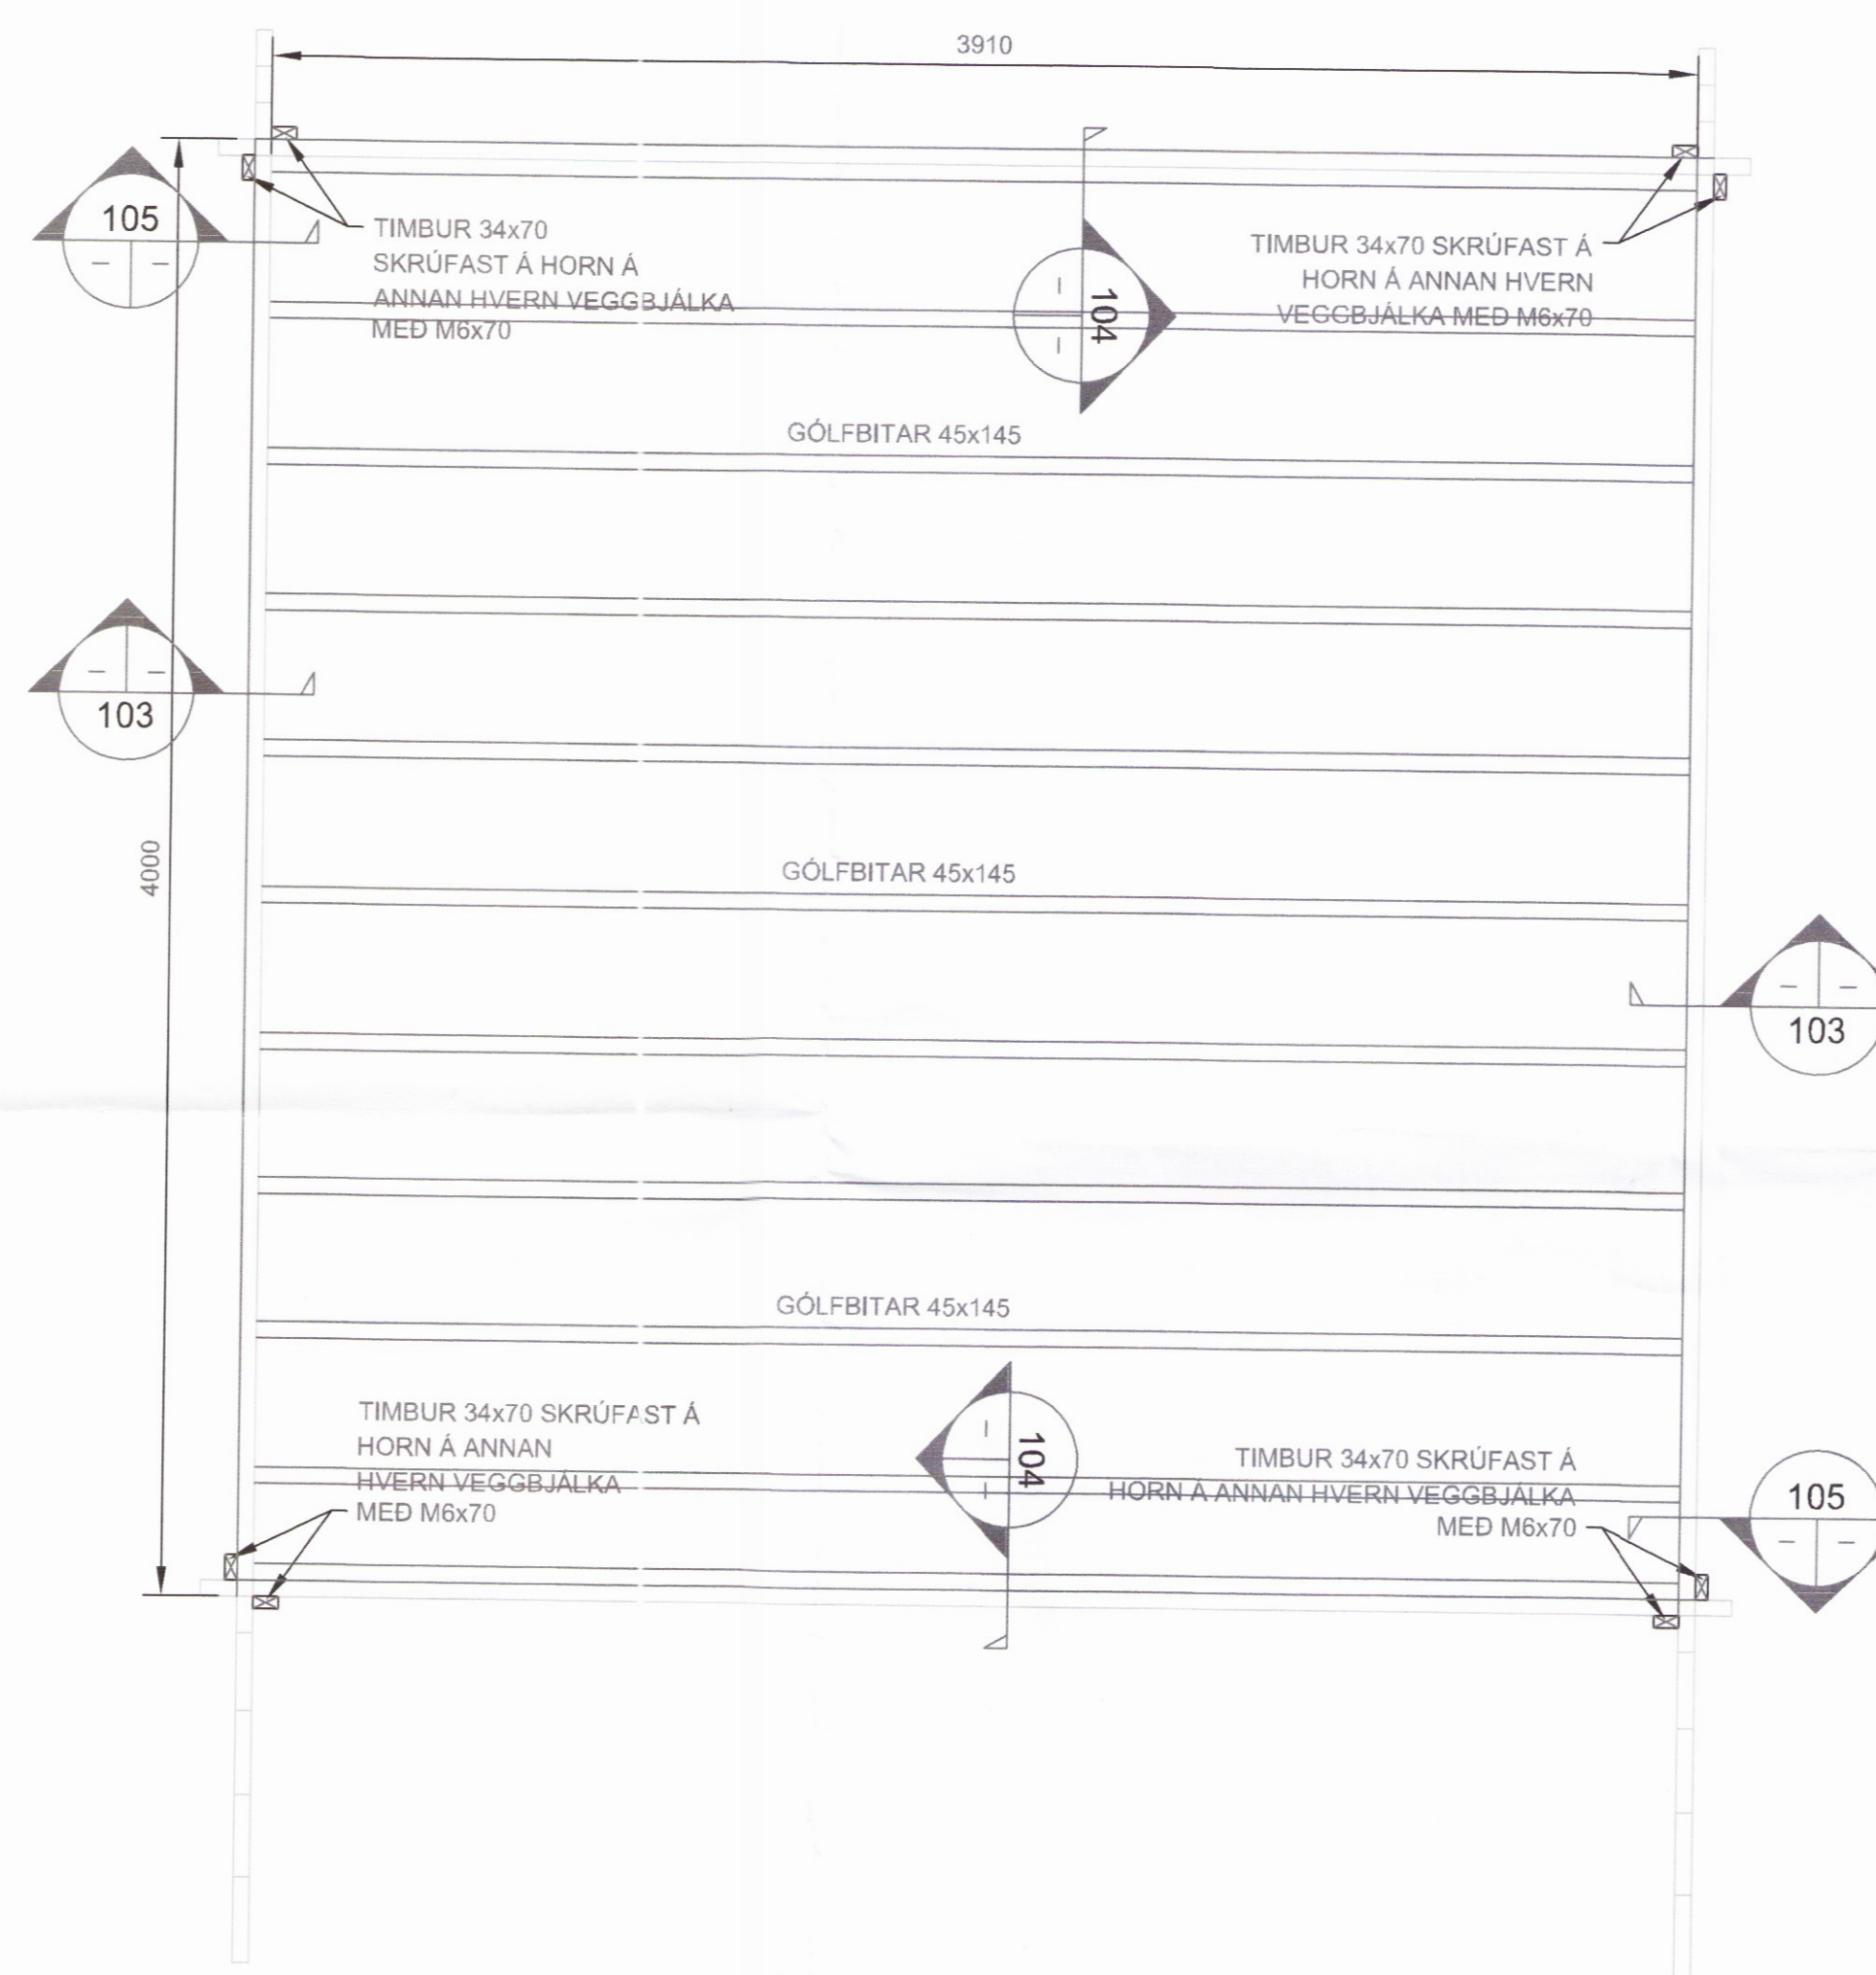 3910
105
TIMBUR 34x70
SKRÚFAST Á HORN Á
ANNAN HVERN VEGGBJÁLKA
MEÐ M6x70
104
TIMBUR 34x70 SKRÚFAST Á
HORN Á ANNAN HVERN
VEGGBJÁLKA MEÐ M6x70
GÓLFBITAR 45x145
103
4000
GÓLFBITAR 45x145
103
GÓLFBITAR 45x145
TIMBUR 34x70 SKRÚFAST Á
HORN Á ANNAN
HVERN VEGGBJÁLKA
MEÐ M6x70
104
TIMBUR 34x70 SKRÚFAST Á
HORN Á ANNAN HVERN VEGGBJÁLKA
MEÐ M6x70
105